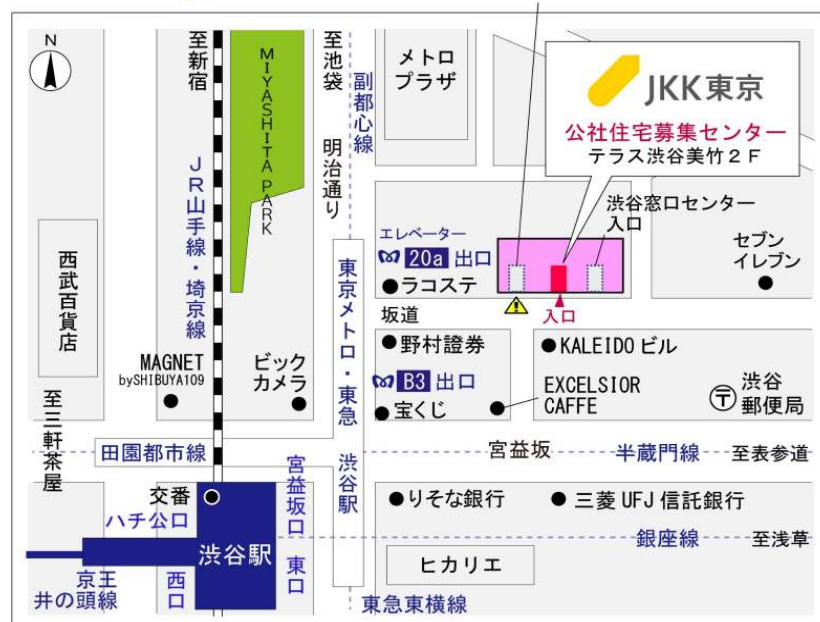 N
至新宿
MIYASHITA PARK
至池袋
副都心線
明治通り
メトロ
プラザ
JKK東京
公社住宅募集センター
テラス渋谷美竹2F
JR山手線・埼京線
エレベーター
20a 出口
ラコステ
渋谷窓口センター
入口
セブン
イレブン
西武百貨店
東京メトロ・東急 渋谷駅
坂道
入口
MAGNET
bySHIBUYA109
ビック
カメラ
野村證券
KALEIDO ビル
B3 出口
宝くじ
EXCELSIOR
CAFFE
〒
渋谷
郵便局
至三軒茶屋
田園都市線
宮益坂
半蔵門線
至表参道
交番
ハチ公口
宮益坂口
りそな銀行
三菱UFJ信託銀行
渋谷駅
銀座線
至浅草
京王
井の頭線
西口
東口
ヒカリエ
東急東横線